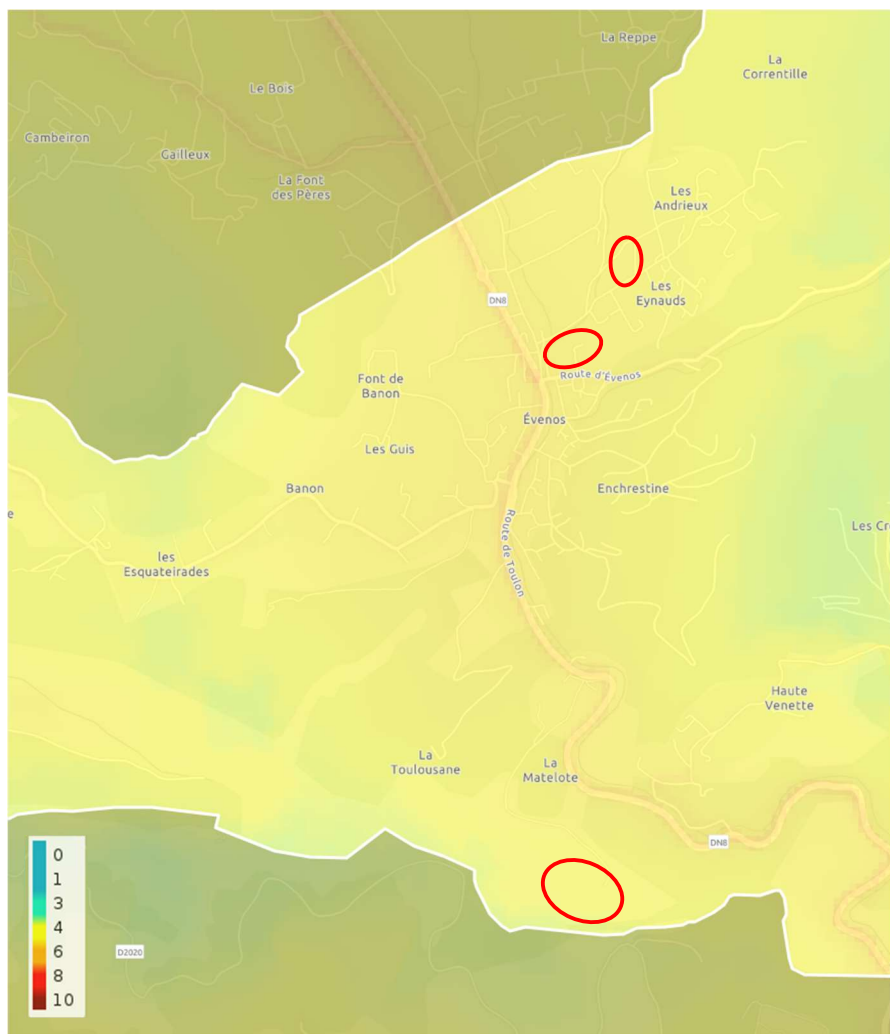 La Reppe
La
Correntille
Le Bois
Cambeiron
Gailleux
La Font
des Pères
Les
Andrieux
Les
Eynauds
DN8
Route d'Évenos
Font de
Banon
Évenos
Les Guis
Banon
Enchrestine
e
Les Cr
Route de Toulon
les
Esquateirades
Haute
Venette
La
Toulousane
La
Matelote
DN8
0
1
3
4
6
8
10
D2020